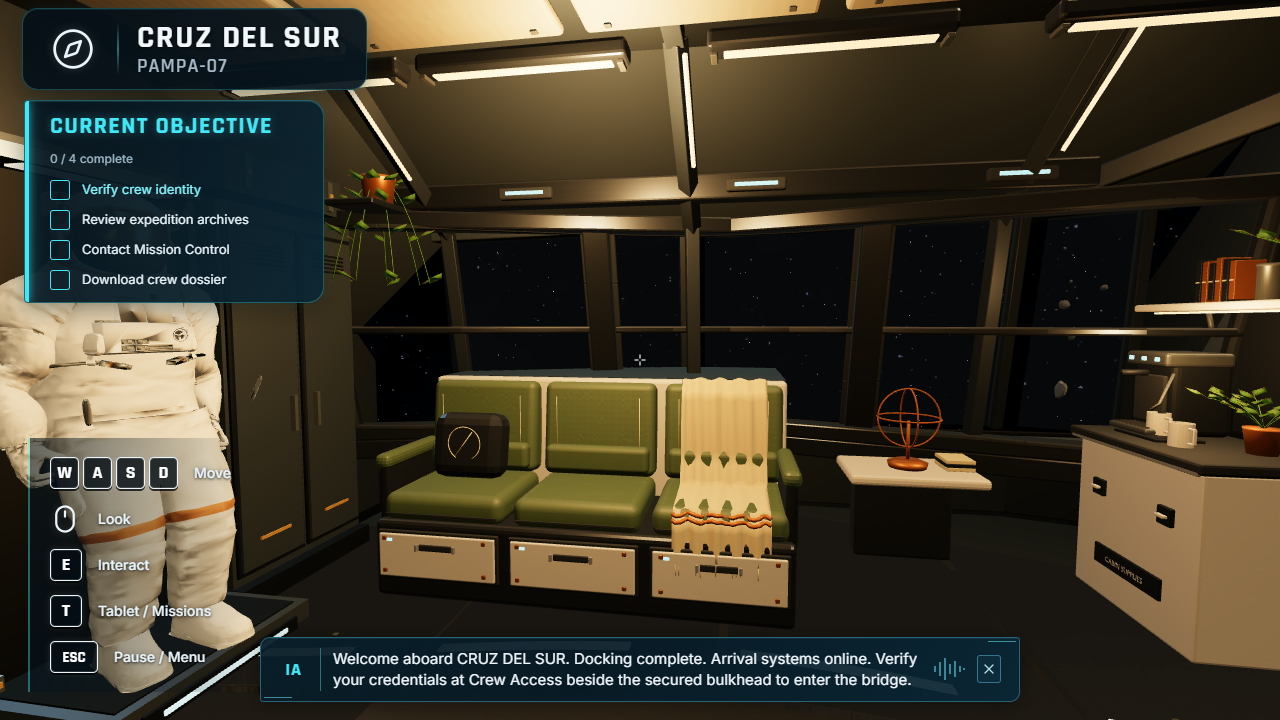 CRUZ DEL SUR
PAMPA-07
CURRENT OBJECTIVE
0 / 4 complete
Verify crew identity
Review expedition archives
Contact Mission Control
Download crew dossier
W A S D Move
Look
E Interact
T Tablet / Missions
ESC Pause / Menu
CABIN SUPPLIES
IA
Welcome aboard CRUZ DEL SUR. Docking complete. Arrival systems online. Verify
your credentials at Crew Access beside the secured bulkhead to enter the bridge.